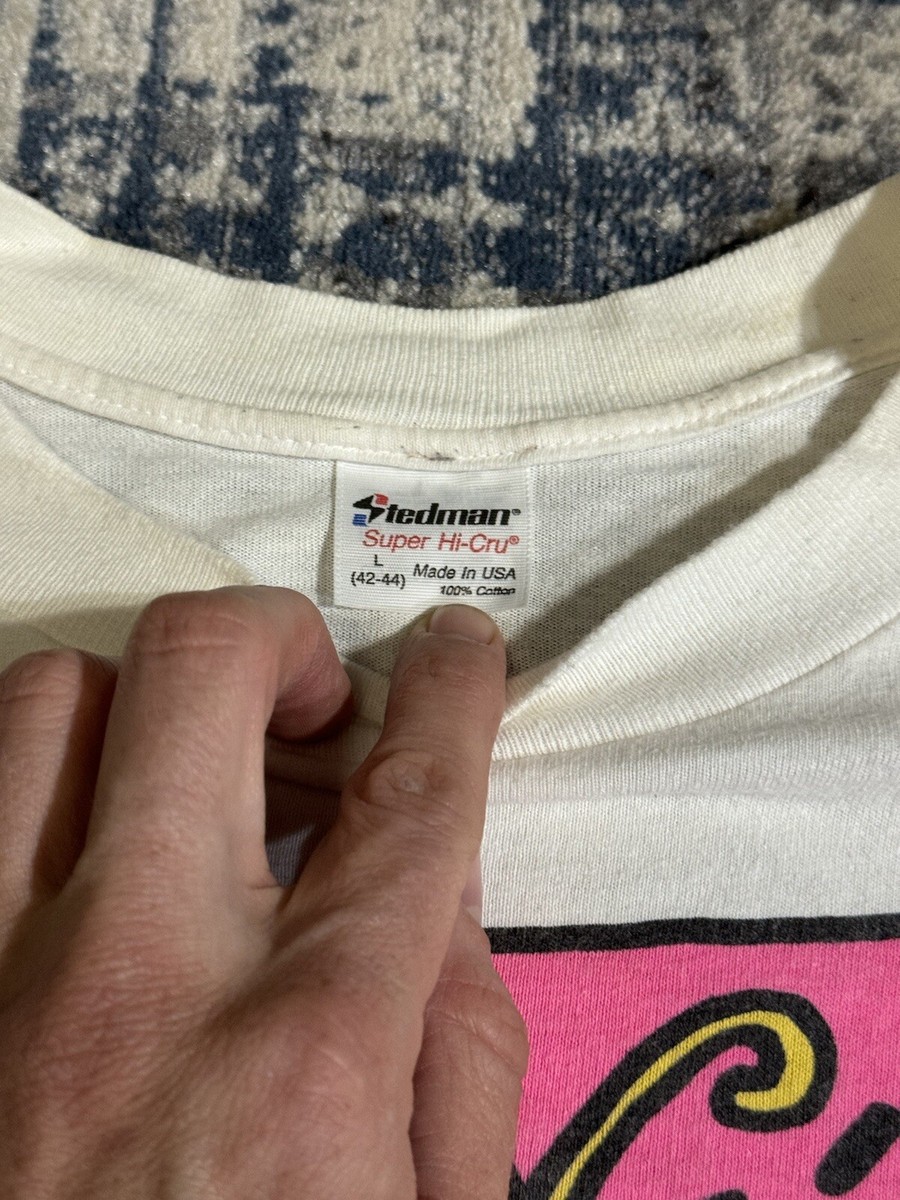 Stedman®
Super Hi-Cru®
L
(42-44) Made In USA
100% Cotton